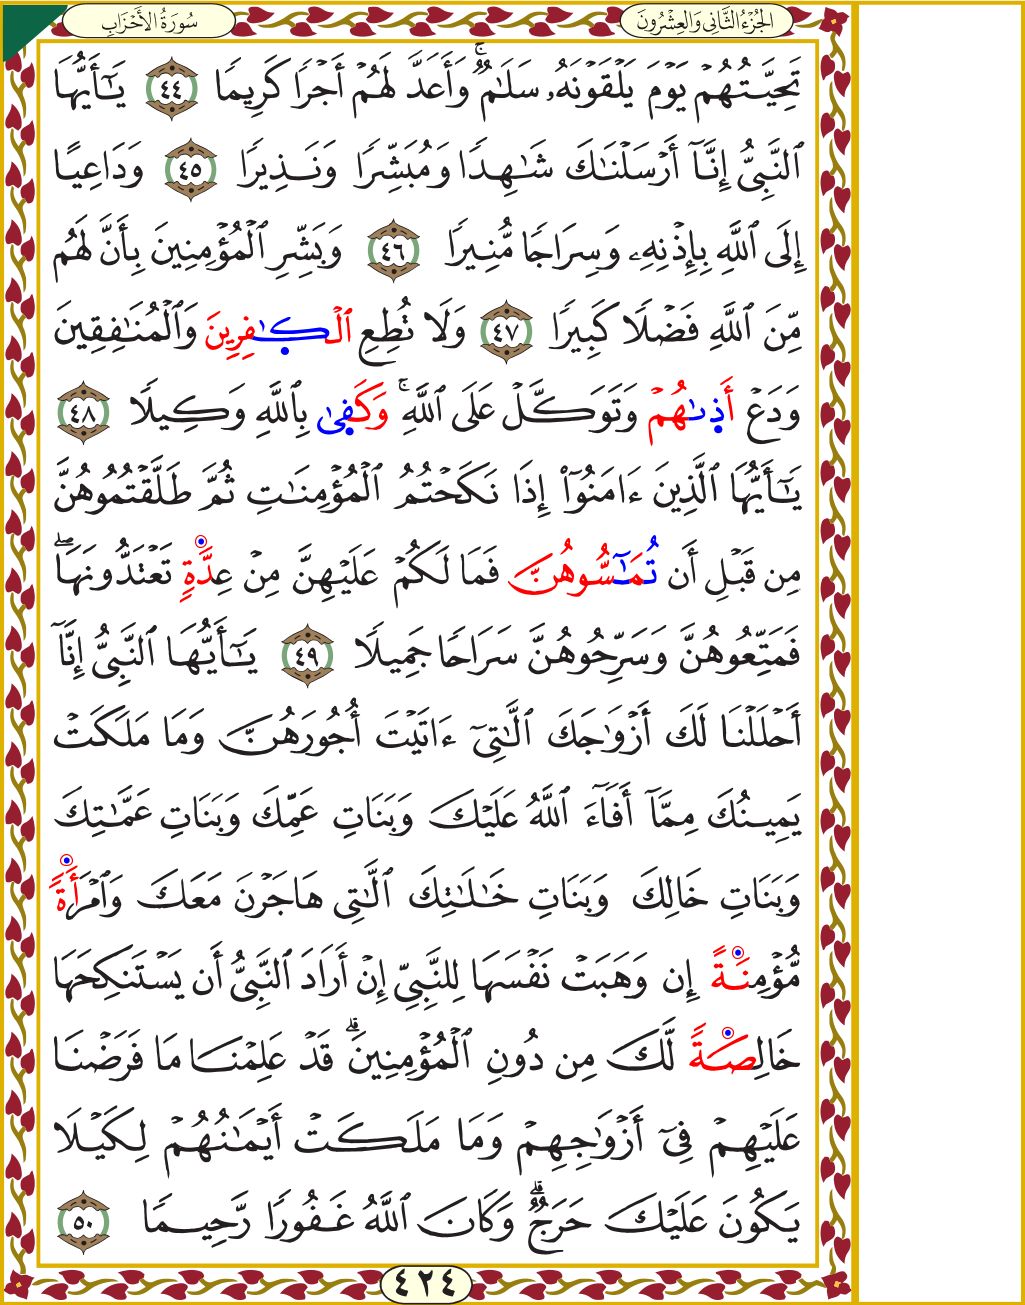 سُورَةُ الأَحْزَابِ
الجُزْءُ الثَّانِي وَالعِشْرُونَ
تَحِيَّتُهُمْ يَوْمَ يَلْقَوْنَهُۥ سَلَـٰمٌۚ وَأَعَدَّ لَهُمْ أَجْرًا كَرِيمًا ٤٤ يَـٰٓأَيُّهَا
ٱلنَّبِىُّ إِنَّآ أَرْسَلْنَـٰكَ شَـٰهِدًا وَمُبَشِّرًا وَنَذِيرًا ٤٥ وَدَاعِيًا
إِلَى ٱللَّهِ بِإِذْنِهِۦ وَسِرَاجًا مُّنِيرًا ٤٦ وَبَشِّرِ ٱلْمُؤْمِنِينَ بِأَنَّ لَهُم
مِّنَ ٱللَّهِ فَضْلًا كَبِيرًا ٤٧ وَلَا تُطِعِ ٱلْكَـٰفِرِينَ وَٱلْمُنَـٰفِقِينَ
وَدَعْ أَذِىٰهُمْ وَتَوَكَّلْ عَلَى ٱللَّهِۚ وَكَفِىٰ بِٱللَّهِ وَكِيلًا ٤٨
يَـٰٓأَيُّهَا ٱلَّذِينَ ءَامَنُوٓا۟ إِذَا نَكَحْتُمُ ٱلْمُؤْمِنَـٰتِ ثُمَّ طَلَّقْتُمُوهُنَّ
مِن قَبْلِ أَن تُمَـٰٓسُّوهُنَّ فَمَا لَكُمْ عَلَيْهِنَّ مِنْ عِدَّةٍ تَعْتَدُّونَهَاۖ
فَمَتِّعُوهُنَّ وَسَرِّحُوهُنَّ سَرَاحًا جَمِيلًا ٤٩ يَـٰٓأَيُّهَا ٱلنَّبِىُّ إِنَّآ
أَحْلَلْنَا لَكَ أَزْوَٰجَكَ ٱلَّـٰتِىٓ ءَاتَيْتَ أُجُورَهُنَّ وَمَا مَلَكَتْ
يَمِينُكَ مِمَّآ أَفَآءَ ٱللَّهُ عَلَيْكَ وَبَنَاتِ عَمِّكَ وَبَنَاتِ عَمَّـٰتِكَ
وَبَنَاتِ خَالِكَ وَبَنَاتِ خَـٰلَـٰتِكَ ٱلَّـٰتِى هَاجَرْنَ مَعَكَ وَٱمْرَأَةً
مُّؤْمِنَةً إِن وَهَبَتْ نَفْسَهَا لِلنَّبِىِّ إِنْ أَرَادَ ٱلنَّبِىُّ أَن يَسْتَنكِحَهَا
خَالِصَةً لَّكَ مِن دُونِ ٱلْمُؤْمِنِينَۗ قَدْ عَلِمْنَا مَا فَرَضْنَا
عَلَيْهِمْ فِىٓ أَزْوَٰجِهِمْ وَمَا مَلَكَتْ أَيْمَـٰنُهُمْ لِكَيْلَا
يَكُونَ عَلَيْكَ حَرَجٌۗ وَكَانَ ٱللَّهُ غَفُورًا رَّحِيمًا ٥٠
٤٢٤